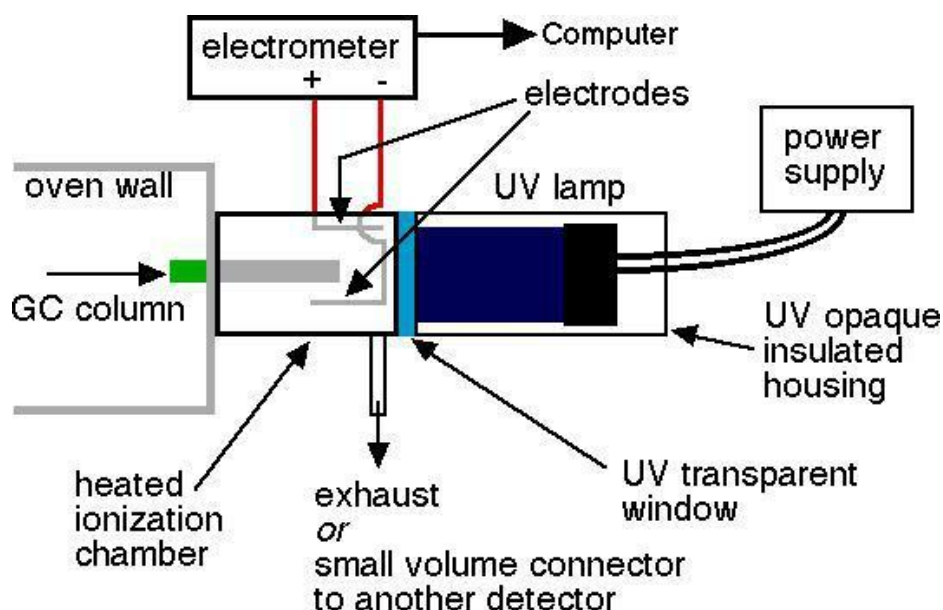 electrometer
+ -
Computer
electrodes
power
supply
oven wall
UV lamp
GC column
UV opaque
insulated
housing
heated
ionization
chamber
exhaust
or
small volume connector
to another detector
UV transparent
window